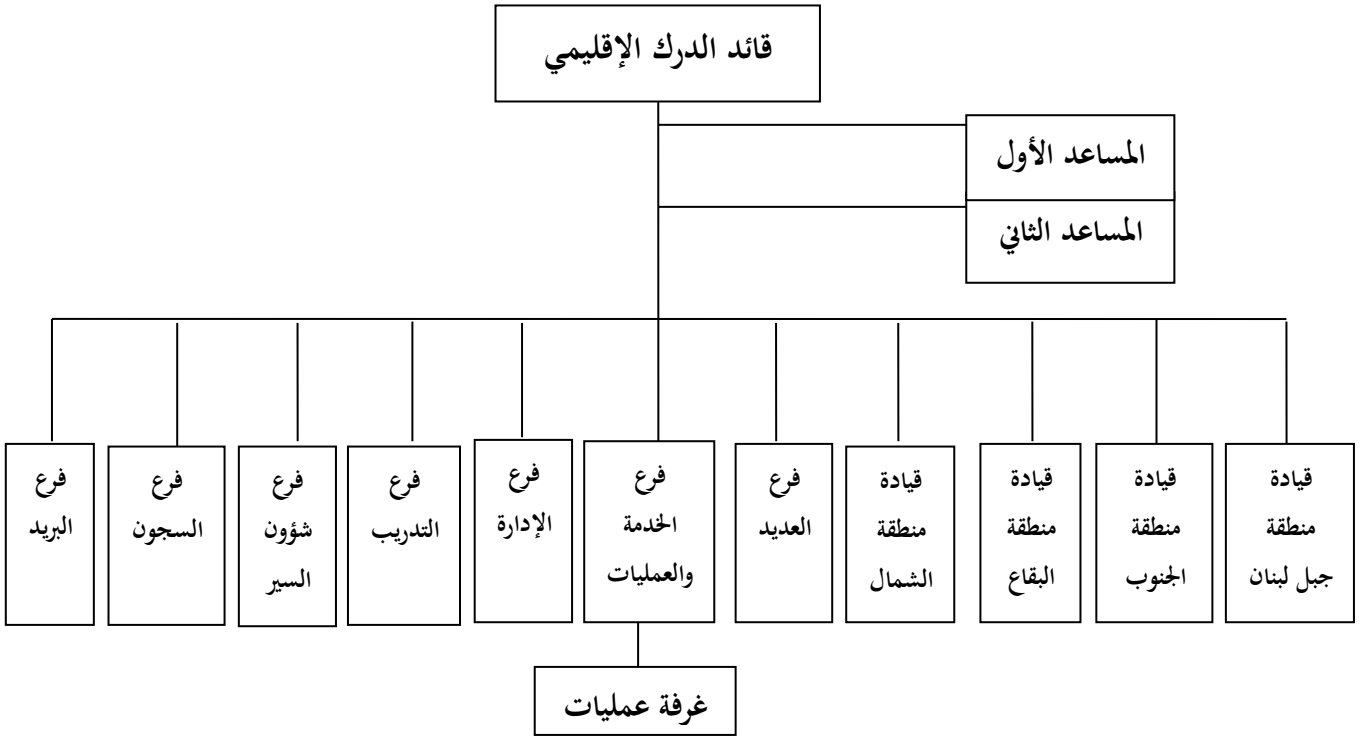 قائد الدرك الإقليمي
المساعد الأول
المساعد الثاني
قيادة
منطقة
جبل لبنان
قيادة
منطقة
الجنوب
قيادة
منطقة
البقاع
قيادة
منطقة
الشمال
فرع
العديد
فرع
الخدمة
والعمليات
فرع
الإدارة
فرع
التدريب
فرع
شؤون
السير
فرع
السجون
فرع
البريد
غرفة عمليات